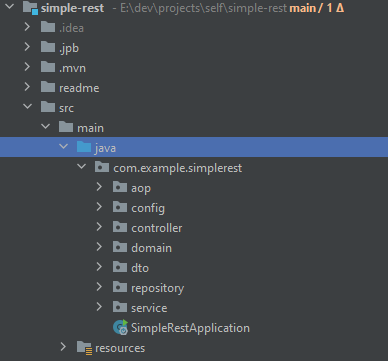 simple-rest - E:\dev\projects\self\simple-rest main / 1 Δ
.idea
.jpb
.mvn
readme
src
main
java
com.example.simplerest
aop
config
controller
domain
dto
repository
service
SimpleRestApplication
resources